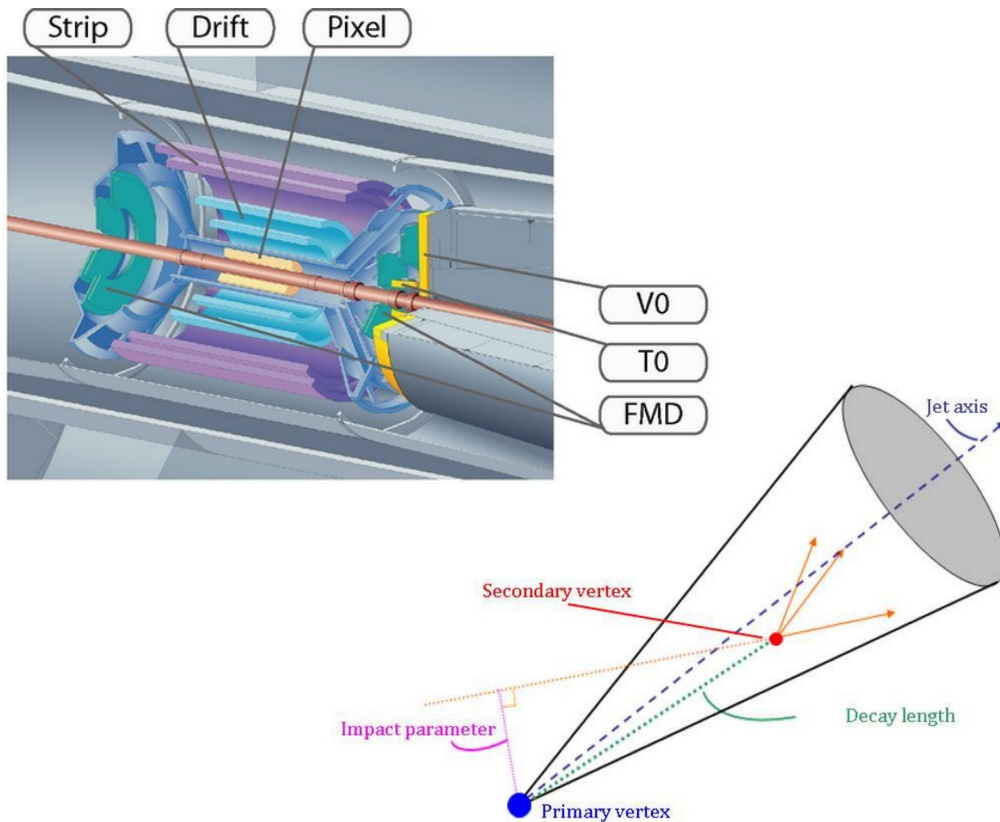 Strip
Drift
Pixel
V0
T0
FMD
Jet axis
Secondary vertex
Impact parameter
Decay length
Primary vertex